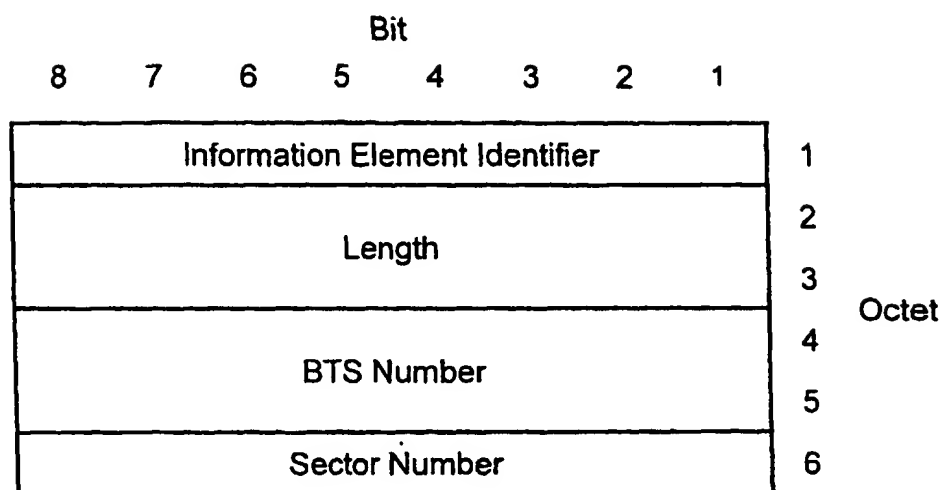 Bit
8 7 6 5 4 3 2 1
Information Element Identifier 1
2
Length
3
Octet
4
BTS Number
5
Sector Number 6